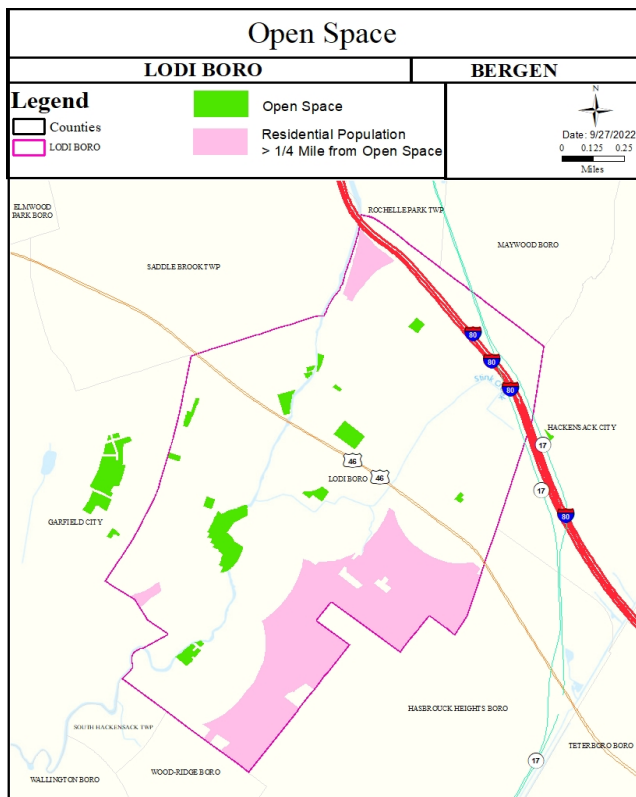 Open Space
LODI BORO
BERGEN
Legend
Counties
LODI BORO
Open Space
Residential Population
> 1/4 Mile from Open Space
N
Date: 9/27/2022
0 0.125 0.25
Miles
ELMWOOD
PARK BORO
ROCHELLE PARK TWP
MAYWOOD BORO
SADDLE BROOK TWP
80
80
80
HACKENSACK CITY
17
46
LODI BORO
46
17
80
GARFIELD CITY
HASBROUCK HEIGHTS BORO
SOUTH HACKENSACK TWP
TETERBORO BORO
WOOD-RIDGE BORO
17
WALLINGTON BORO